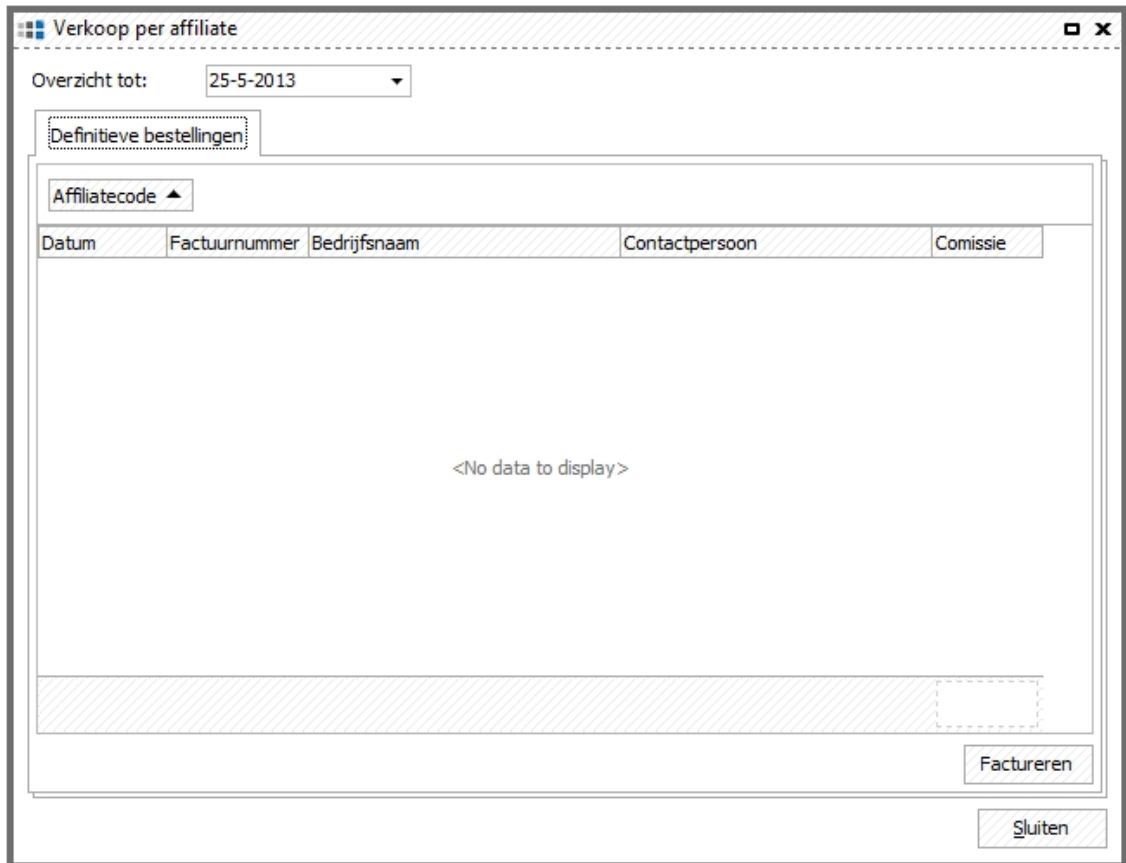 Verkoop per affiliate
Overzicht tot: 25-5-2013
Definitieve bestellingen
Affiliatecode
Datum Factuurnummer Bedrijfsnaam Contactpersoon Comissie
<No data to display>
Factureren
Sluiten